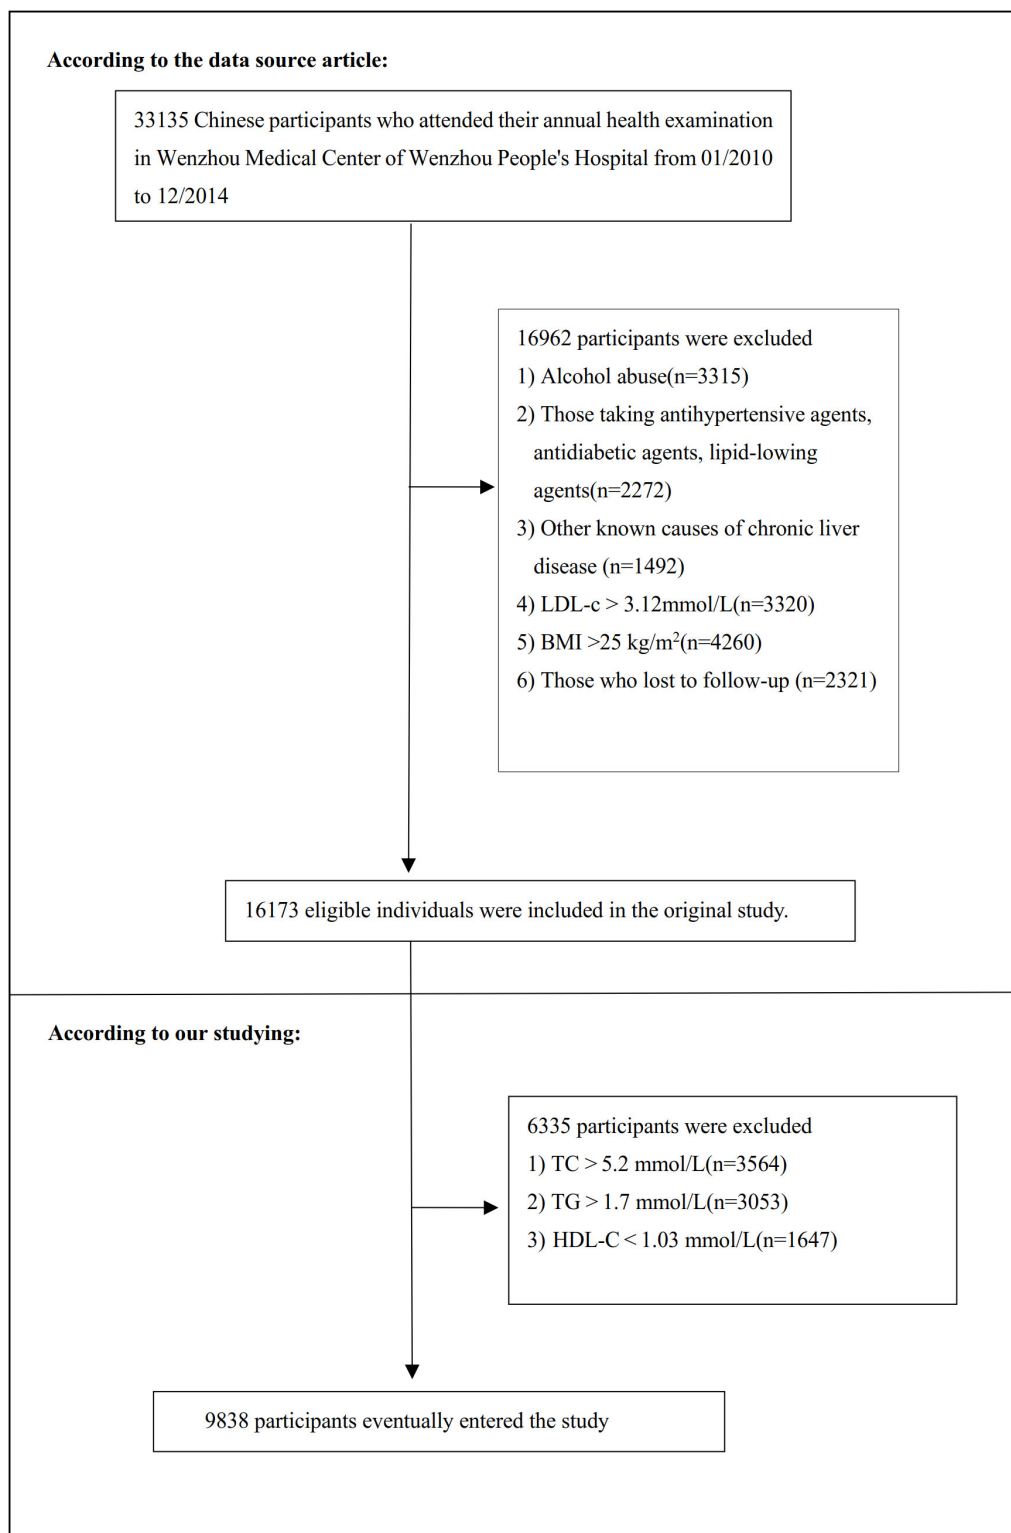 According to the data source article:
33135 Chinese participants who attended their annual health examination
in Wenzhou Medical Center of Wenzhou People's Hospital from 01/2010
to 12/2014
16962 participants were excluded
1) Alcohol abuse(n=3315)
2) Those taking antihypertensive agents,
antidiabetic agents, lipid-lowing
agents(n=2272)
3) Other known causes of chronic liver
disease (n=1492)
4) LDL-c > 3.12mmol/L(n=3320)
5) BMI >25 kg/m²(n=4260)
6) Those who lost to follow-up (n=2321)
16173 eligible individuals were included in the original study.
According to our studying:
6335 participants were excluded
1) TC > 5.2 mmol/L(n=3564)
2) TG > 1.7 mmol/L(n=3053)
3) HDL-C < 1.03 mmol/L(n=1647)
9838 participants eventually entered the study